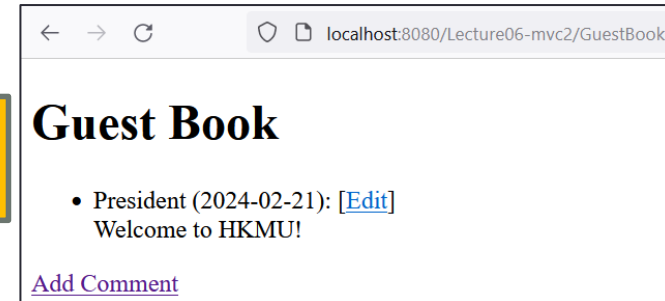 localhost:8080/Lecture06-mvc2/GuestBook
Guest Book
• President (2024-02-21): [Edit]
Welcome to HKMU!
Add Comment